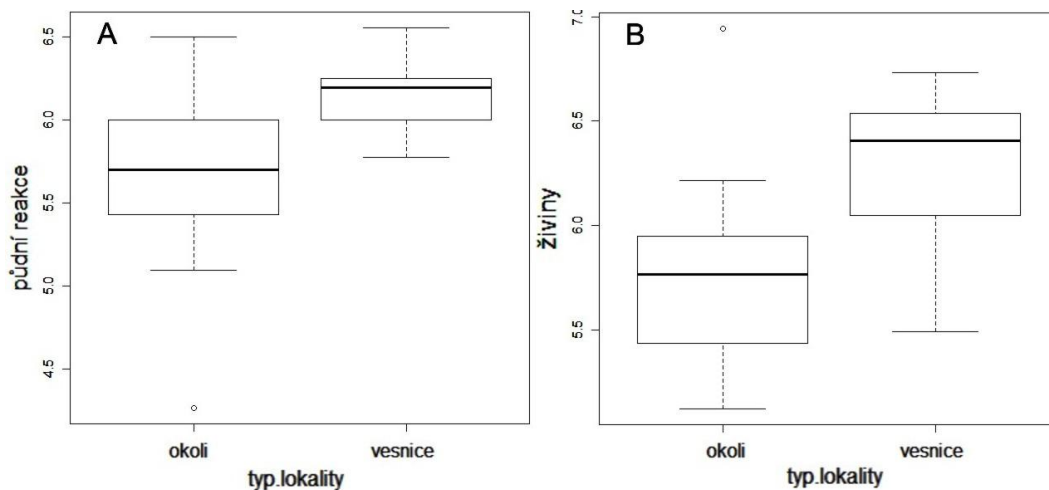 A
půdní reakce
6.5
6.0
5.5
5.0
4.5
okoli
vesnice
typ.lokality
B
živiny
7.0
6.5
6.0
5.5
okoli
vesnice
typ.lokality